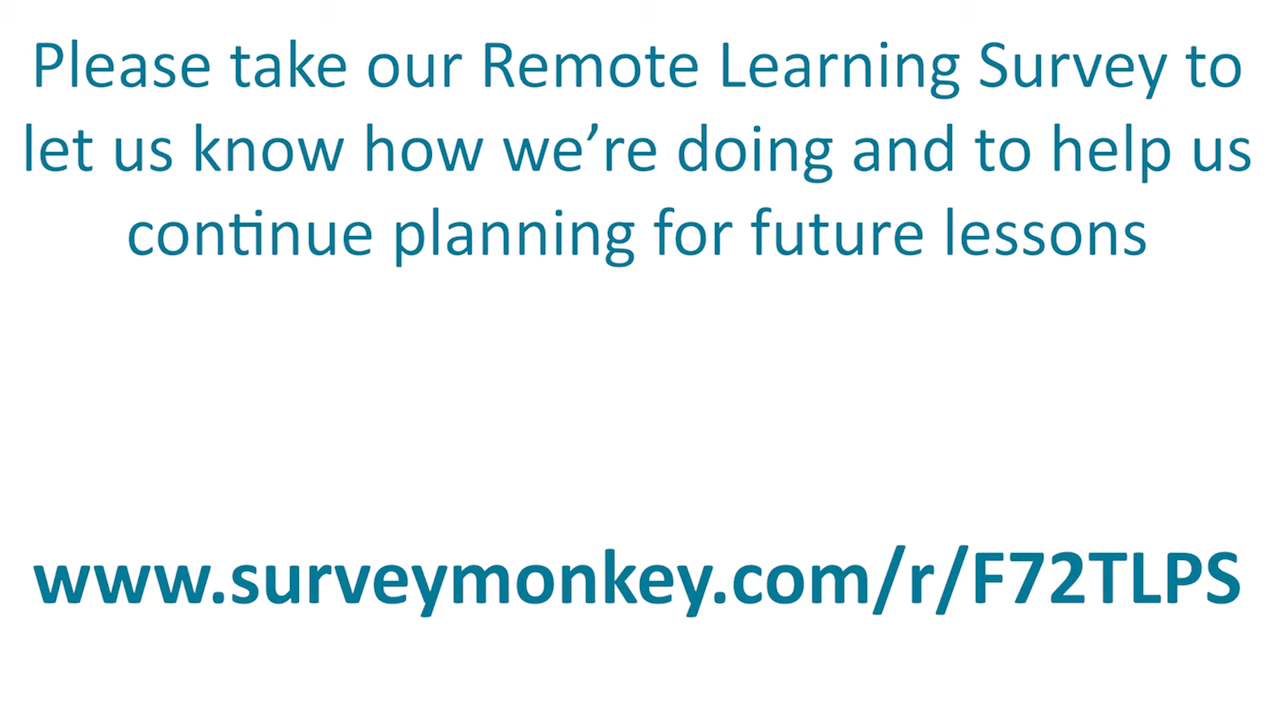 Please take our Remote Learning Survey to
let us know how we’re doing and to help us
continue planning for future lessons
www.surveymonkey.com/r/F72TLPS